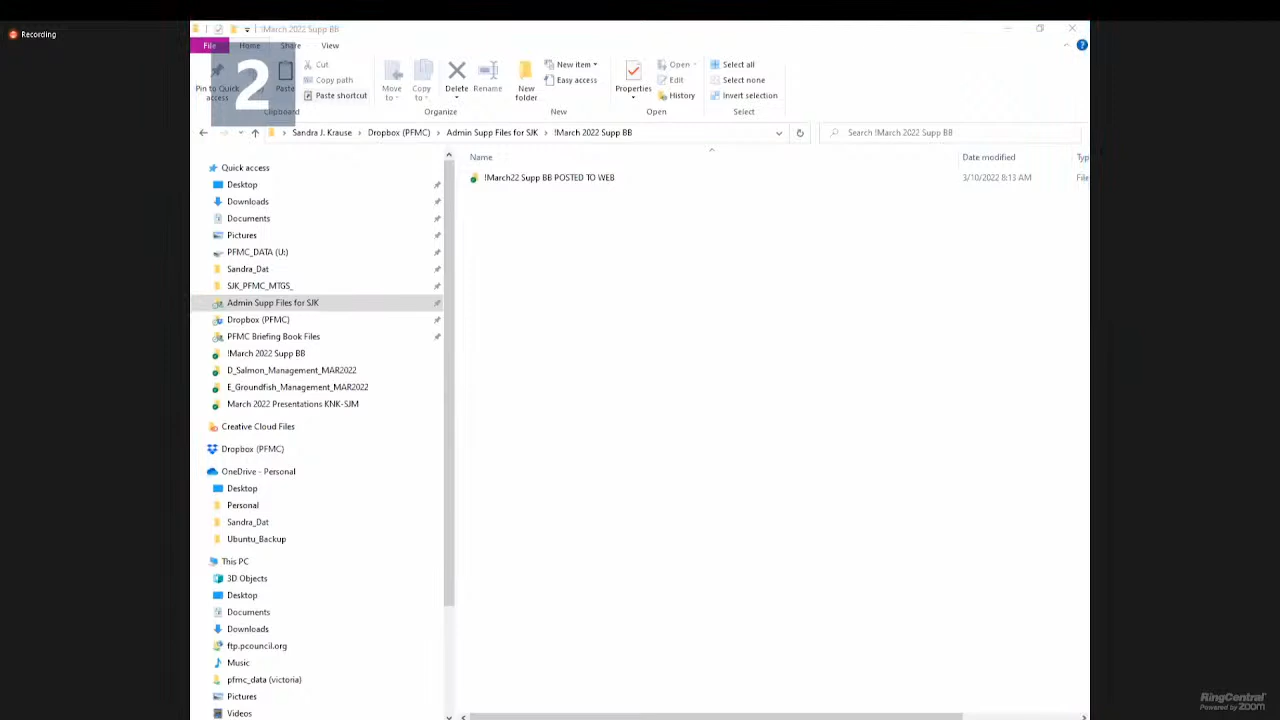 Recording
!March 2022 Supp BB
File Home Share View
2
Pin to Quick access
Paste
Cut
Copy path
Paste shortcut
Clipboard
Move to
Copy to
Delete
Rename
Organize
New folder
New item
Easy access
New
Properties
Open
Edit
History
Open
Select all
Select none
Invert selection
Select
Sandra J. Krause > Dropbox (PFMC) > Admin Supp Files for SJK > !March 2022 Supp BB
Search !March 2022 Supp BB
Quick access
Desktop
Downloads
Documents
Pictures
PFMC_DATA (U:)
Sandra_Dat
SJK_PFMC_MTGS_
Admin Supp Files for SJK
Dropbox (PFMC)
PFMC Briefing Book Files
!March 2022 Supp BB
D_Salmon_Management_MAR2022
E_Groundfish_Management_MAR2022
March 2022 Presentations KNK-SJM
Creative Cloud Files
Dropbox (PFMC)
OneDrive - Personal
Desktop
Personal
Sandra_Dat
Ubuntu_Backup
This PC
3D Objects
Desktop
Documents
Downloads
ftp.pcouncil.org
Music
pfmc_data (victoria)
Pictures
Videos
Name Date modified Typ
!March22 Supp BB POSTED TO WEB 3/10/2022 8:13 AM File
RingCentral
Powered by zoom